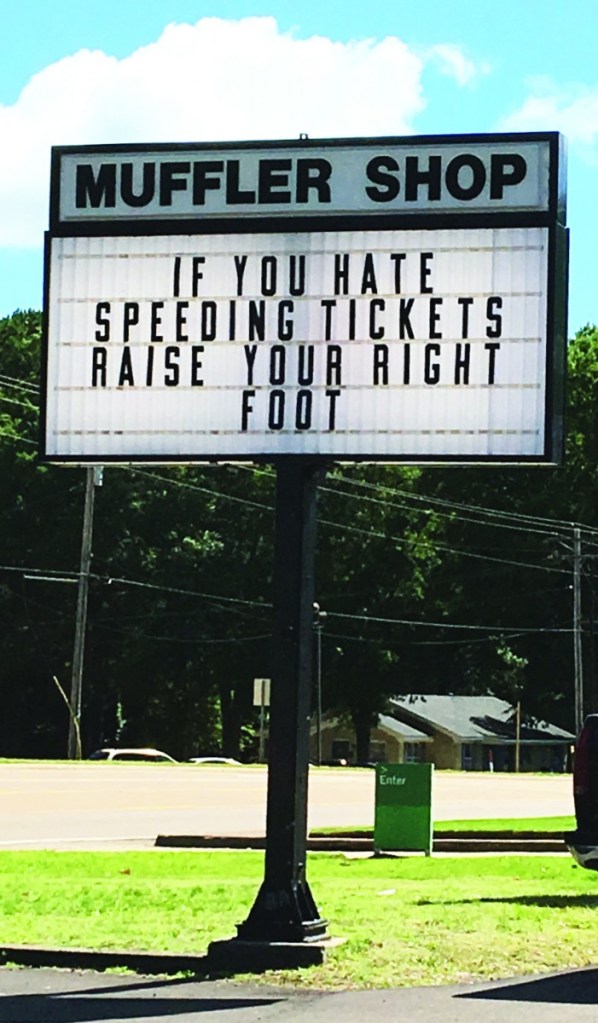 MUFFLER SHOP
IF YOU HATE
SPEEDING TICKETS
RAISE YOUR RIGHT
FOOT
>
Enter